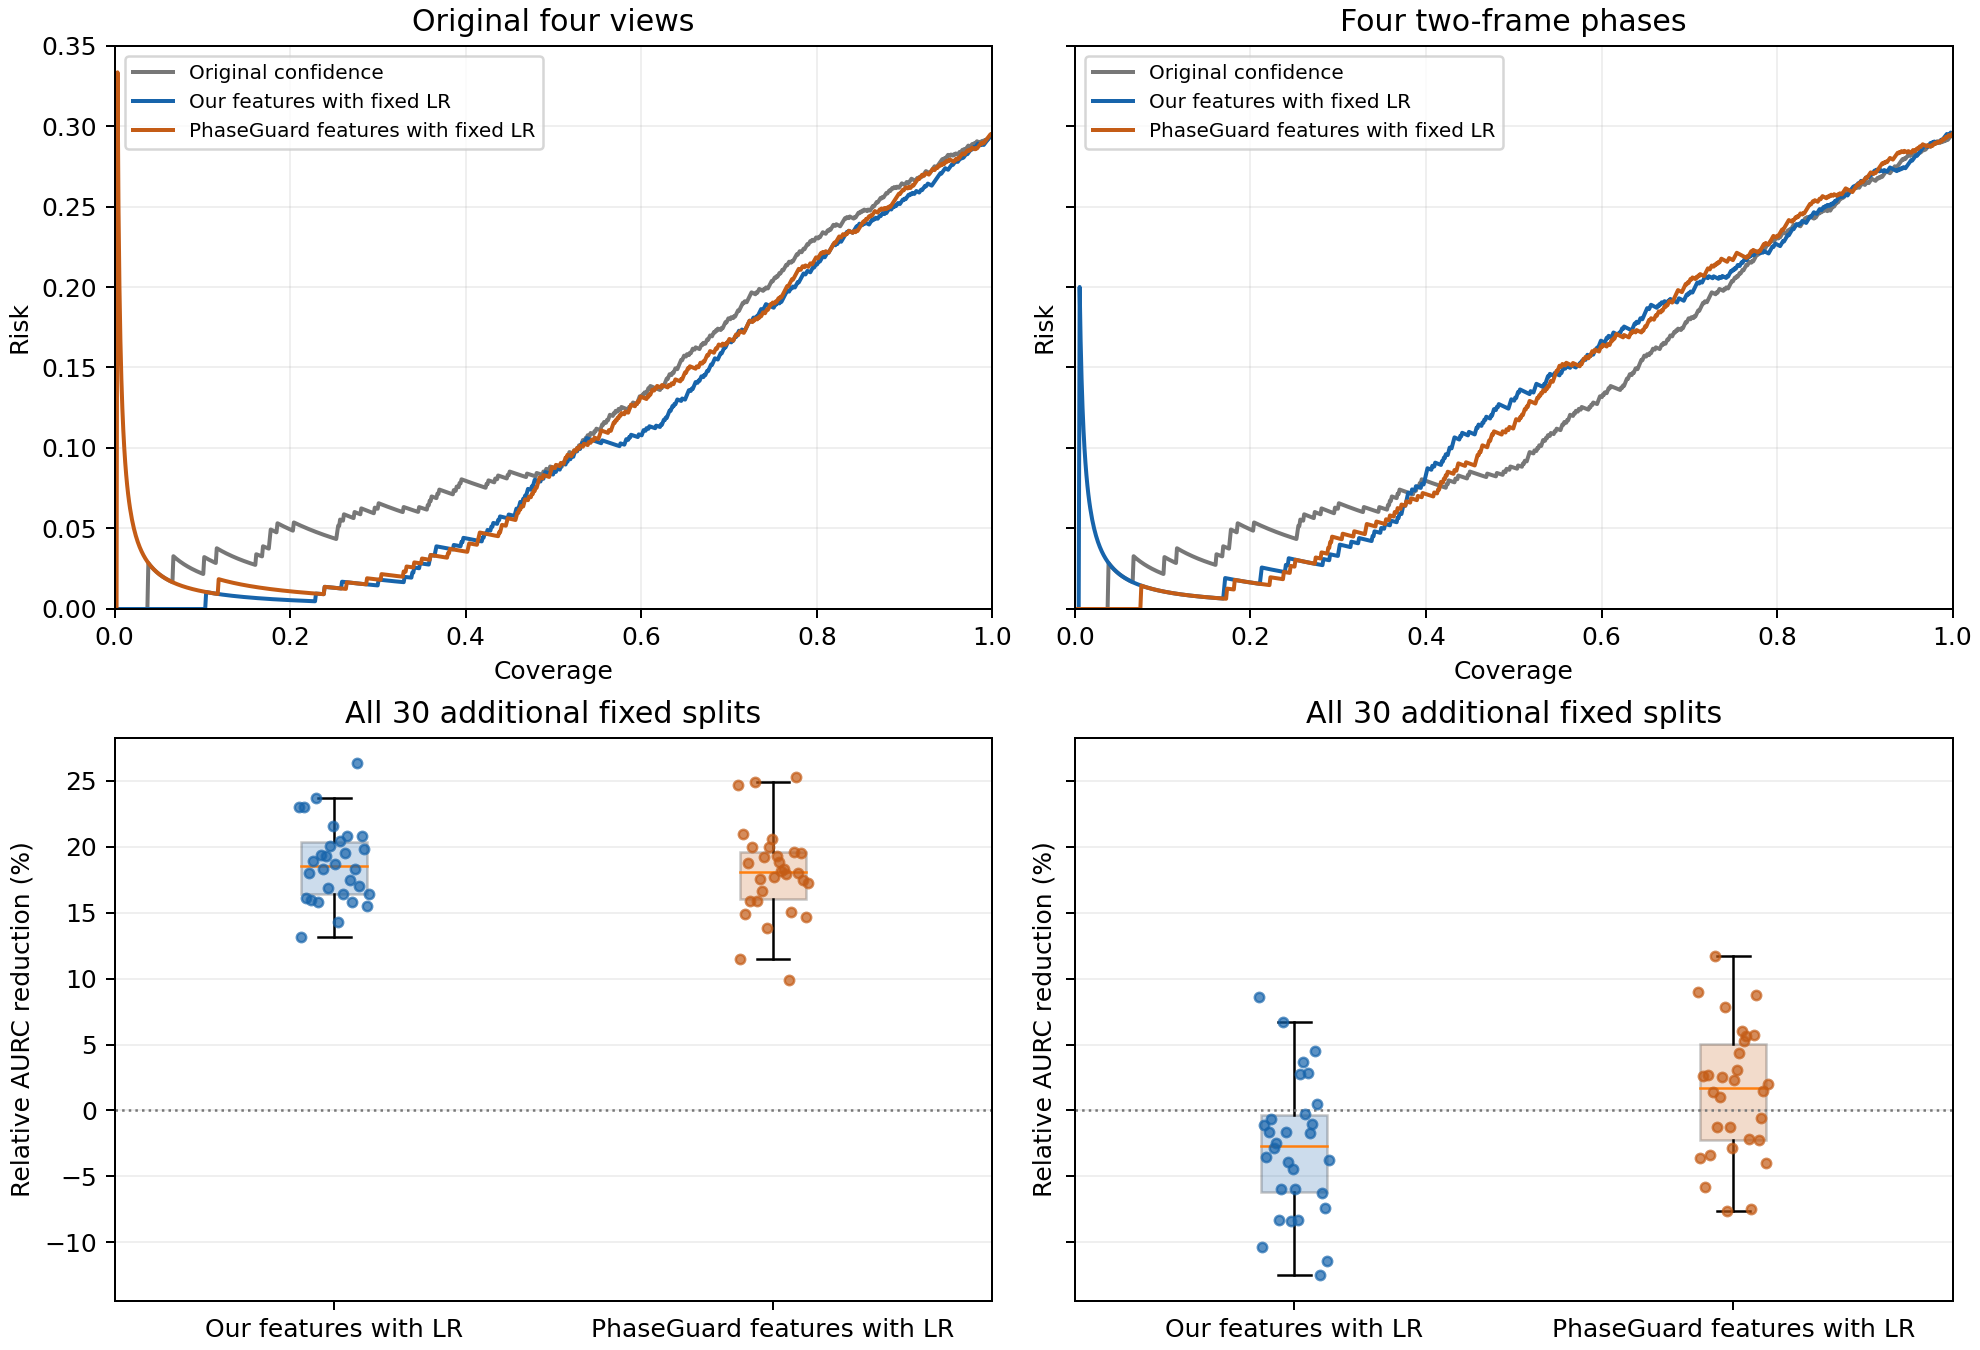 Original four views
Four two-frame phases
0.35
0.30
0.25
0.20
0.15
0.10
0.05
0.00
Risk
Original confidence
Our features with fixed LR
PhaseGuard features with fixed LR
0.0 0.2 0.4 0.6 0.8 1.0
Coverage
Risk
Original confidence
Our features with fixed LR
PhaseGuard features with fixed LR
0.0 0.2 0.4 0.6 0.8 1.0
Coverage
All 30 additional fixed splits
All 30 additional fixed splits
25
20
15
10
5
0
−5
−10
Relative AURC reduction (%)
Our features with LR PhaseGuard features with LR
Relative AURC reduction (%)
Our features with LR PhaseGuard features with LR